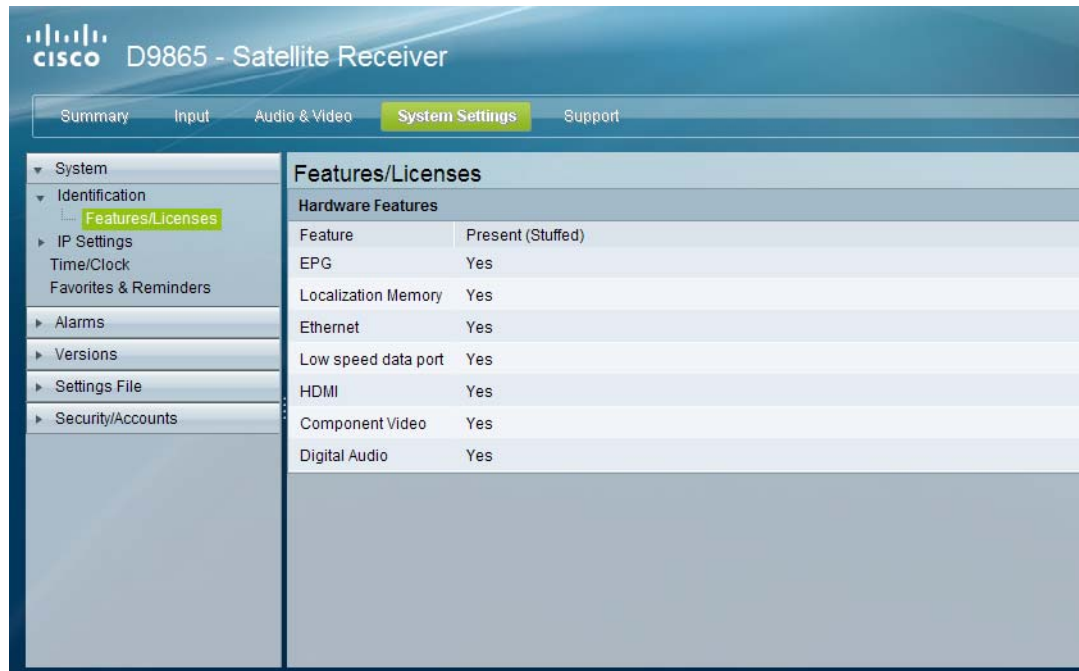 CISCO D9865 - Satellite Receiver
Summary Input Audio & Video System Settings Support
System
Identification
Features/Licenses
IP Settings
Time/Clock
Favorites & Reminders
Alarms
Versions
Settings File
Security/Accounts
Features/Licenses
Hardware Features
Feature Present (Stuffed)
EPG Yes
Localization Memory Yes
Ethernet Yes
Low speed data port Yes
HDMI Yes
Component Video Yes
Digital Audio Yes